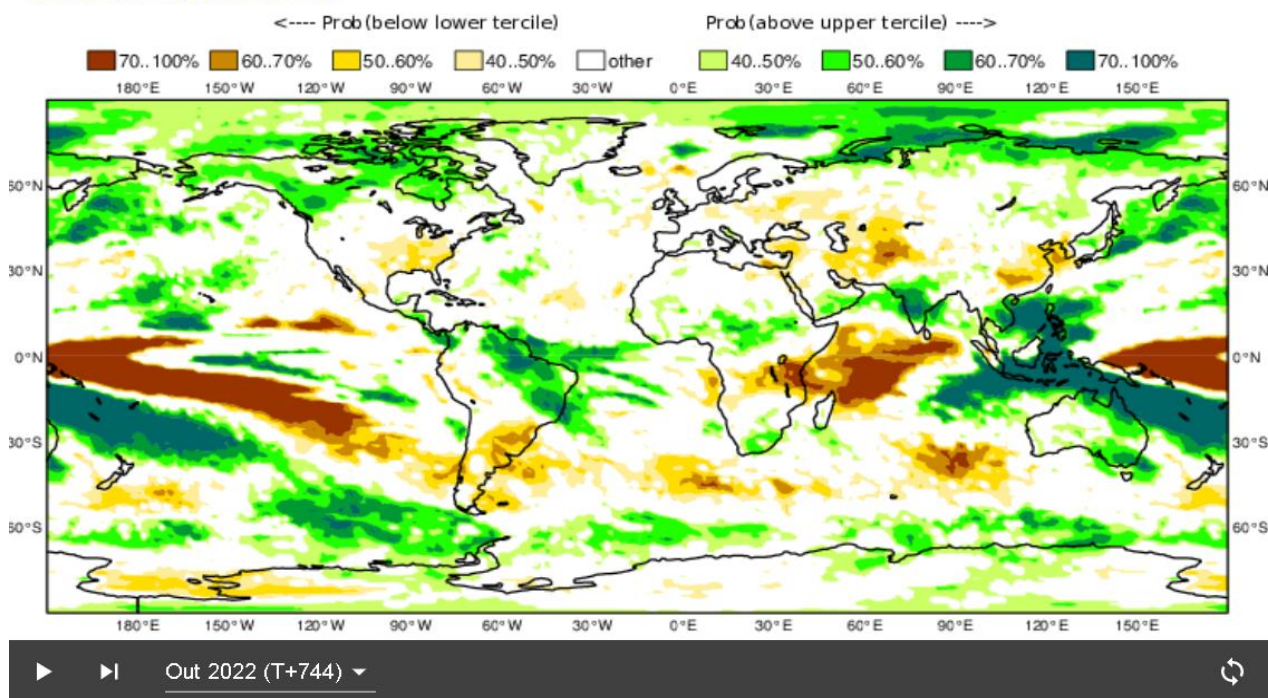 <---- Prob(below lower tercile) Prob(above upper tercile) ---->
70..100% 60..70% 50..60% 40..50% other 40..50% 50..60% 60..70% 70..100%
180°E 150°W 120°W 90°W 60°W 30°W 0°E 30°E 60°E 90°E 120°E 150°E
60°N 60°N
30°N 30°N
0°N 0°N
30°S 30°S
60°S 60°S
180°E 150°W 120°W 90°W 60°W 30°W 0°E 30°E 60°E 90°E 120°E 150°E
Out 2022 (T+744)